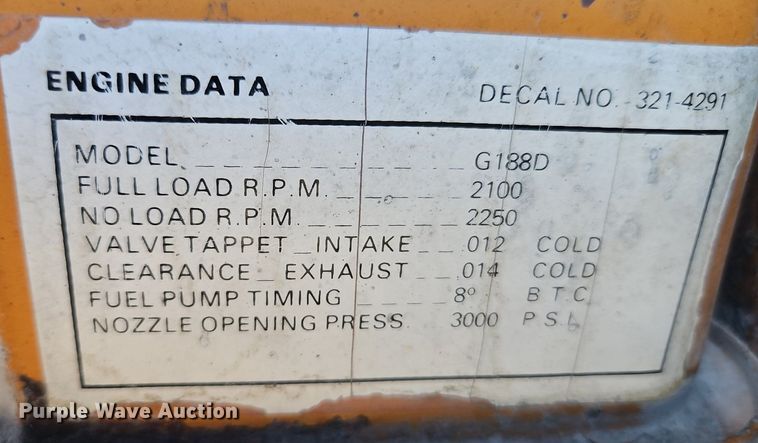 ENGINE DATA DECAL NO. 321-4291
MODEL _ _ _ _ _ _ _ _ G188D
FULL LOAD R.P.M. _ _ _ _ 2100
NO LOAD R.P.M. _ _ _ _ _ 2250
VALVE TAPPET _ INTAKE _ _ .012 COLD
CLEARANCE _ EXHAUST _ _ .014 COLD
FUEL PUMP TIMING _ _ _ _ 8° B.T.C.
NOZZLE OPENING PRESS. 3000 P.S.I.
Purple Wave Auction